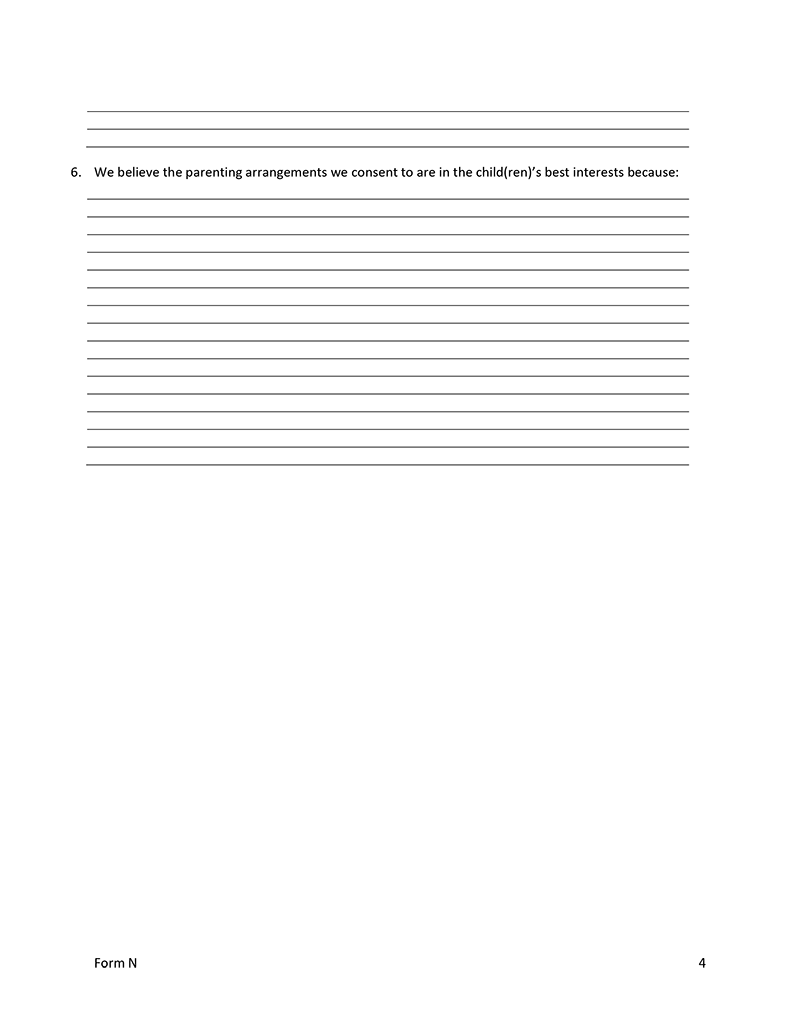 6. We believe the parenting arrangements we consent to are in the child(ren)’s best interests because:
Form N 4